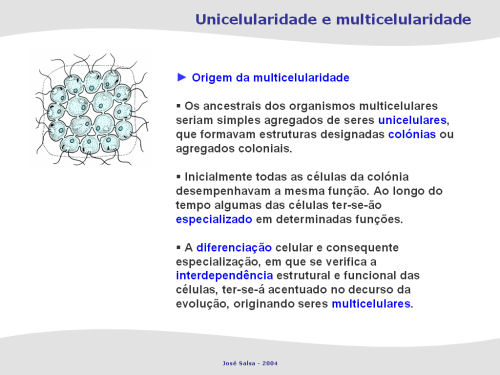 Unicelularidade e multicelularidade
► Origem da multicelularidade
▪ Os ancestrais dos organismos multicelulares
seriam simples agregados de seres unicelulares,
que formavam estruturas designadas colónias ou
agregados coloniais.
▪ Inicialmente todas as células da colónia
desempenhavam a mesma função. Ao longo do
tempo algumas das células ter-se-ão
especializado em determinadas funções.
▪ A diferenciação celular e consequente
especialização, em que se verifica a
interdependência estrutural e funcional das
células, ter-se-á acentuado no decurso da
evolução, originando seres multicelulares.
José Salsa - 2004